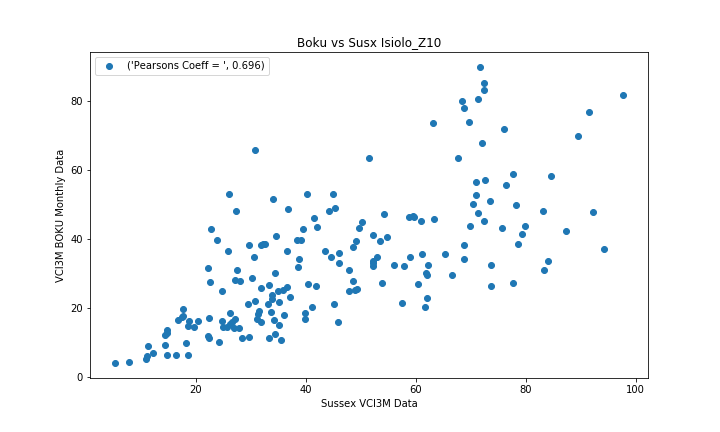 Boku vs Susx Isiolo_Z10
('Pearsons Coeff = ', 0.696)
VCI3M BOKU Monthly Data
80
60
40
20
0
20 40 60 80 100
Sussex VCI3M Data